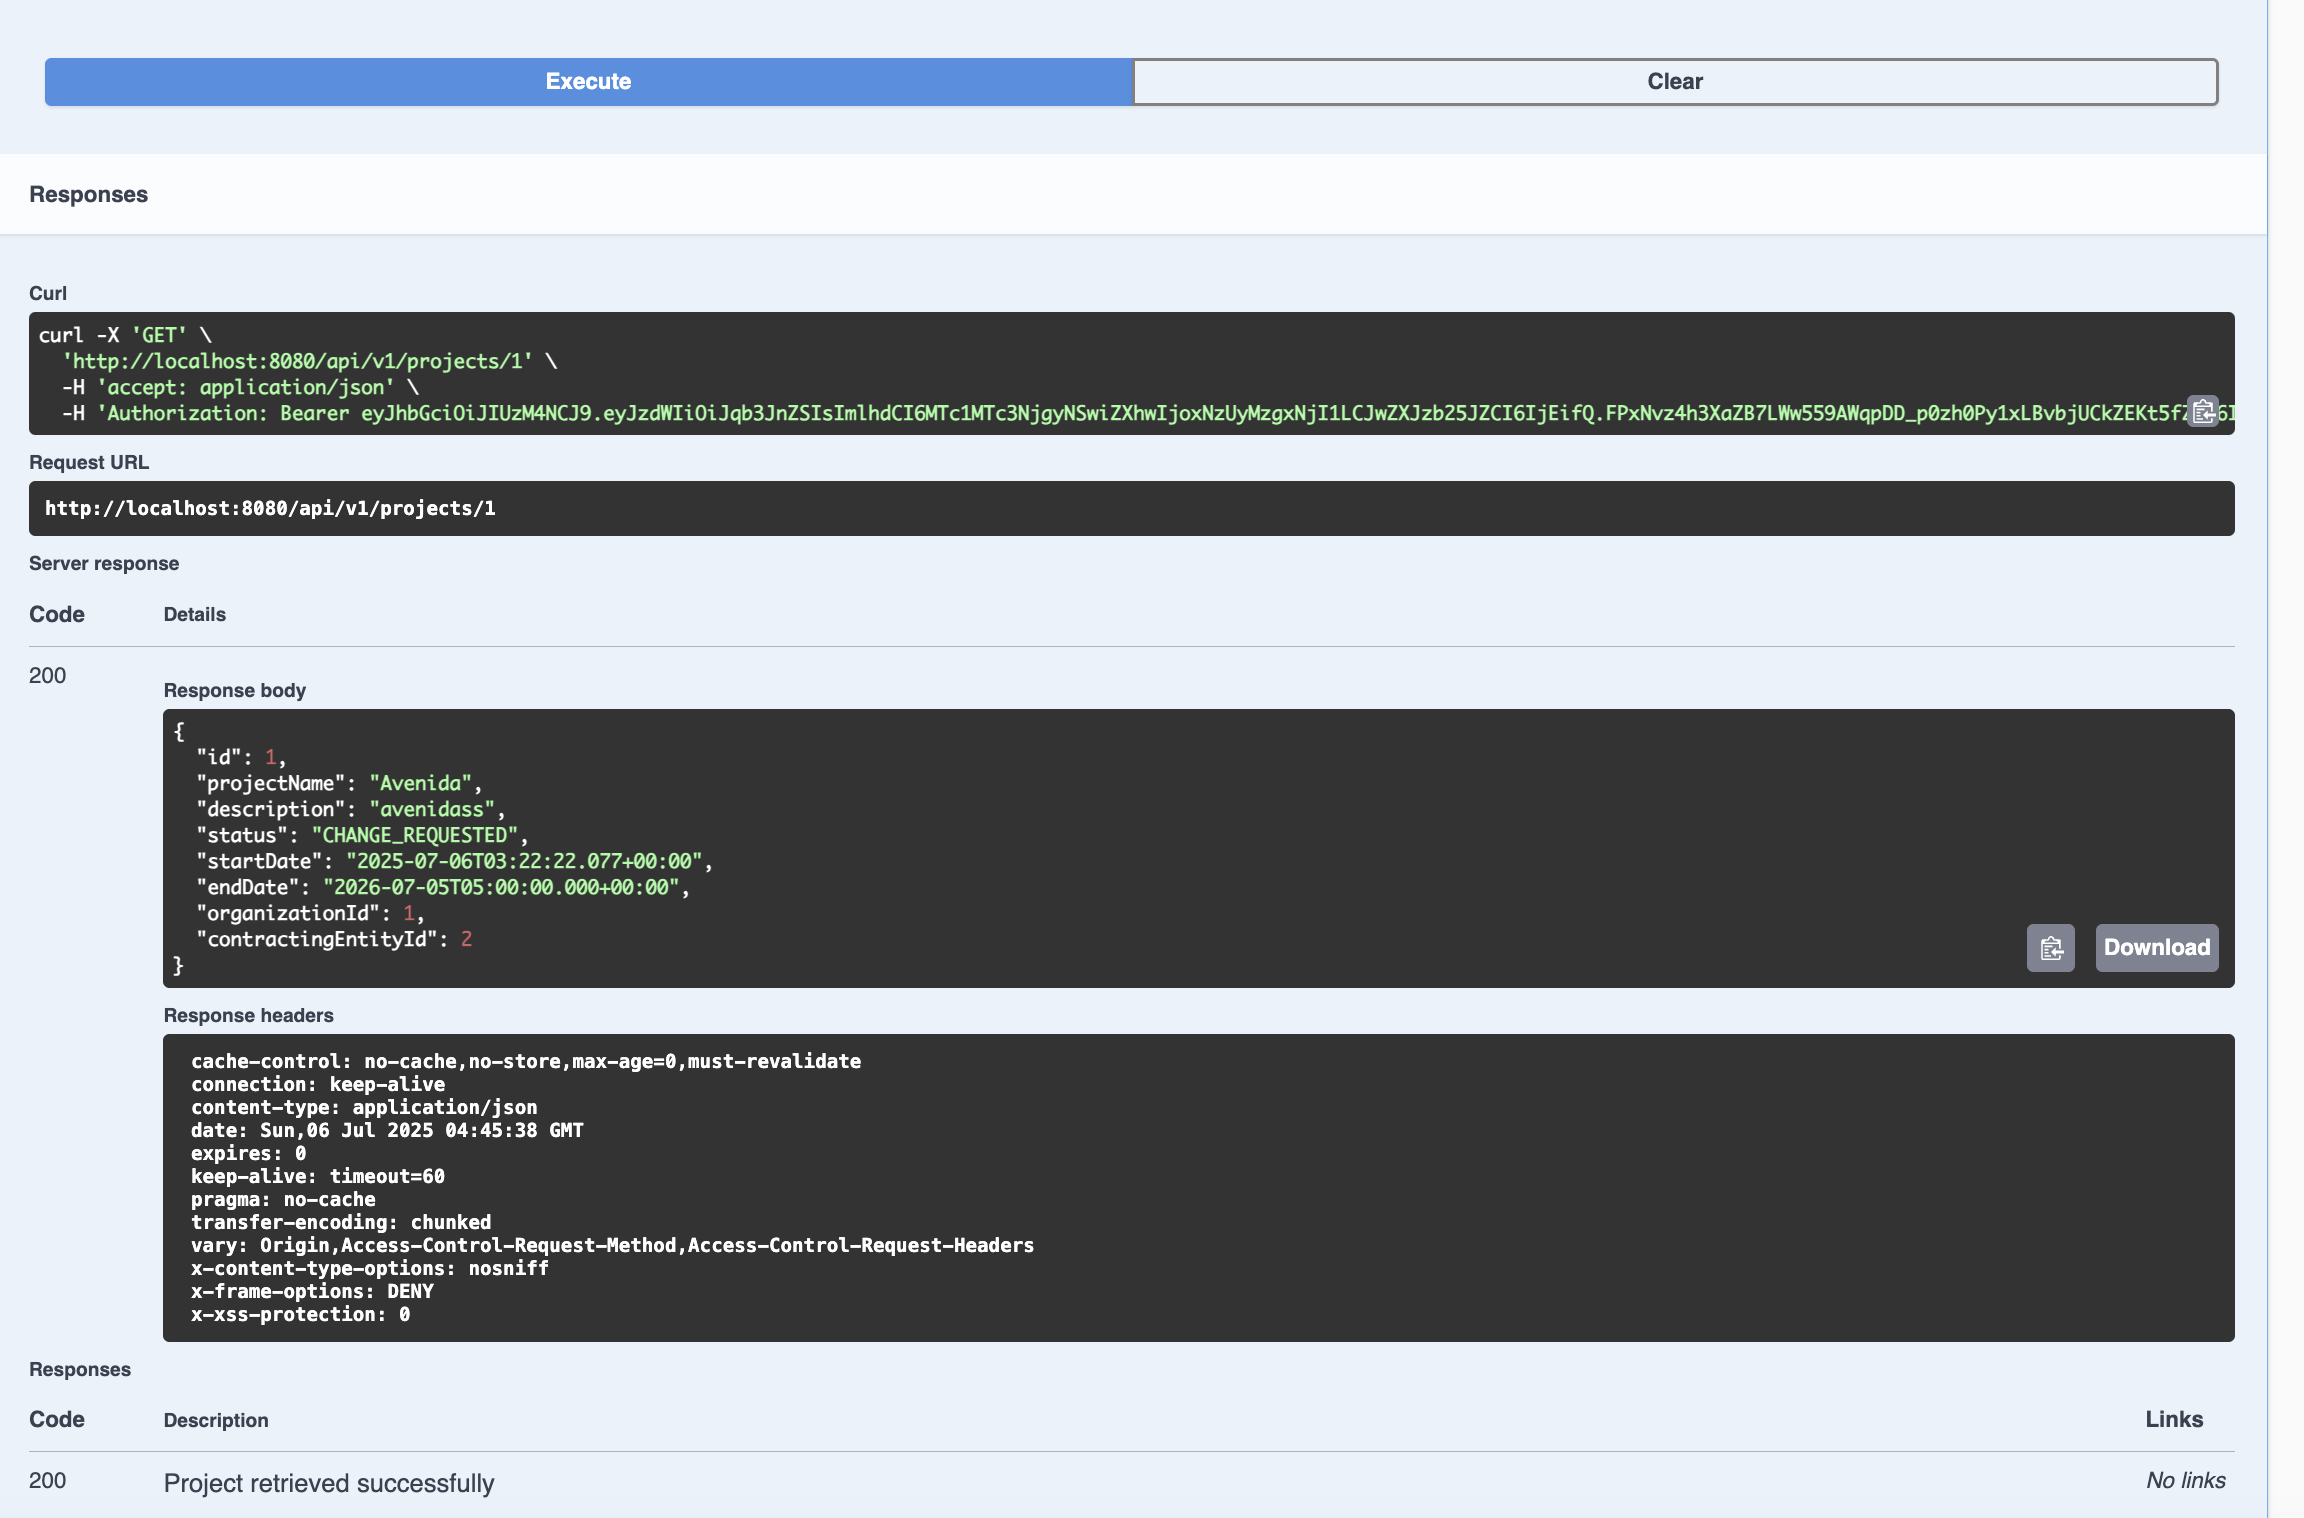 Execute
Clear
Responses
Curl
curl -X 'GET' \
'http://localhost:8080/api/v1/projects/1' \
-H 'accept: application/json' \
-H 'Authorization: Bearer eyJhbGciOiJIUzM4NCJ9.eyJzdWIiOiJqb3JnZSIsImlhdCI6MTc1MTc3NjgyNSwiZXhwIjoxNzUyMzgxNjI1LCJwZXJzb25JZCI6IjEifQ.FPxNvz4h3XaZB7LWw559AWqpDD_p0zh0Py1xLBvbjUCkZEKt5f
Request URL
http://localhost:8080/api/v1/projects/1
Server response
Code
Details
200
Response body
{
"id": 1,
"projectName": "Avenida",
"description": "avenidass",
"status": "CHANGE_REQUESTED",
"startDate": "2025-07-06T03:22:22.077+00:00",
"endDate": "2026-07-05T05:00:00.000+00:00",
"organizationId": 1,
"contractingEntityId": 2
}
Download
Response headers
cache-control: no-cache,no-store,max-age=0,must-revalidate
connection: keep-alive
content-type: application/json
date: Sun,06 Jul 2025 04:45:38 GMT
expires: 0
keep-alive: timeout=60
pragma: no-cache
transfer-encoding: chunked
vary: Origin,Access-Control-Request-Method,Access-Control-Request-Headers
x-content-type-options: nosniff
x-frame-options: DENY
x-xss-protection: 0
Responses
Code
Description
Links
200
Project retrieved successfully
No links